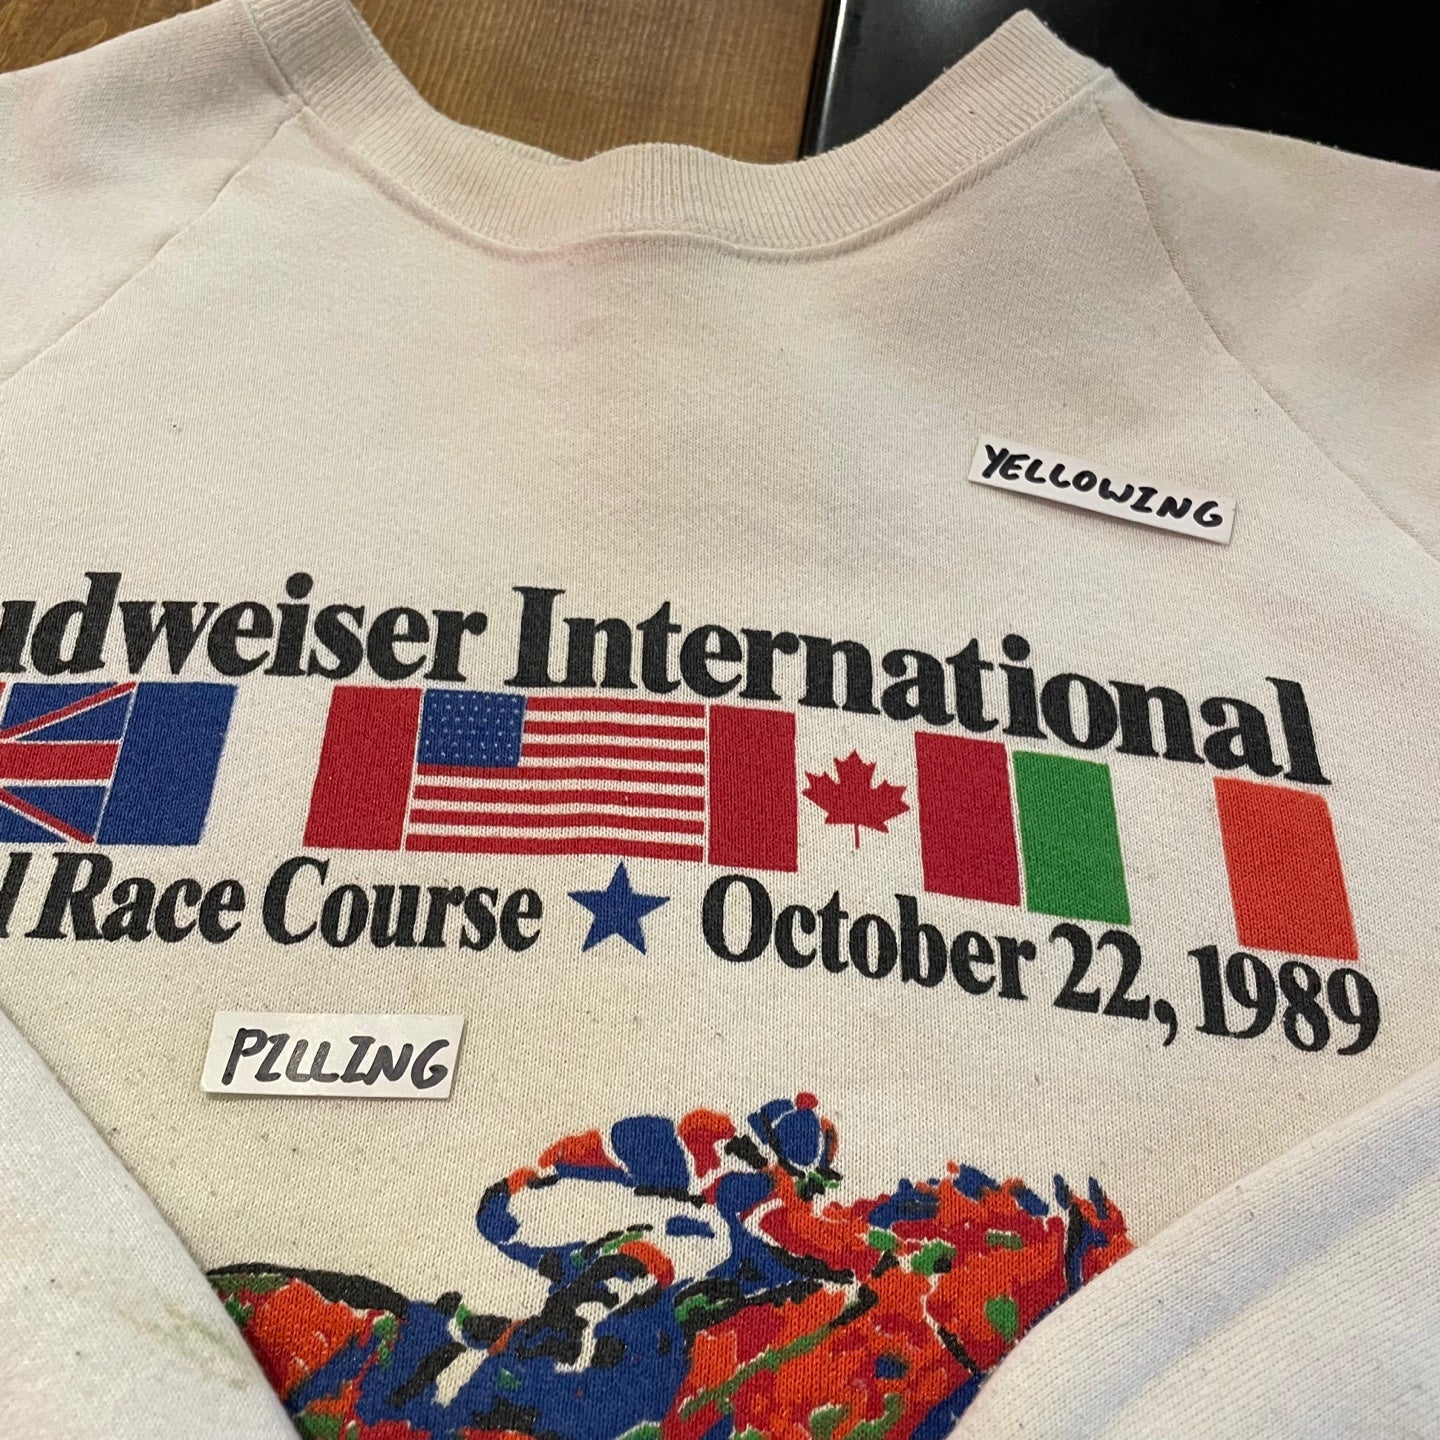 YELLOWING
udweiser International
l Race Course ★ October 22, 1989
PILLING